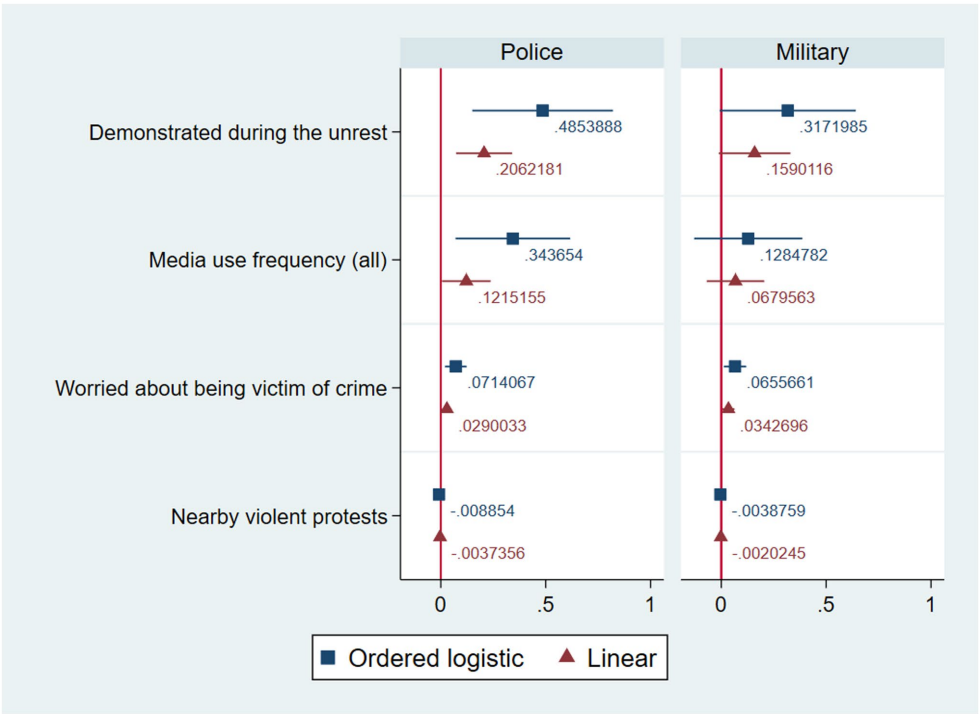 Police Military
Demonstrated during the unrest
.4853888 .3171985
.2062181 .1590116
Media use frequency (all)
.343654 .1284782
.1215155 .0679563
Worried about being victim of crime
.0714067 .0655661
.0290033 .0342696
Nearby violent protests
-.008854 -.0038759
-.0037356 -.0020245
0 .5 1 0 .5 1
Ordered logistic Linear